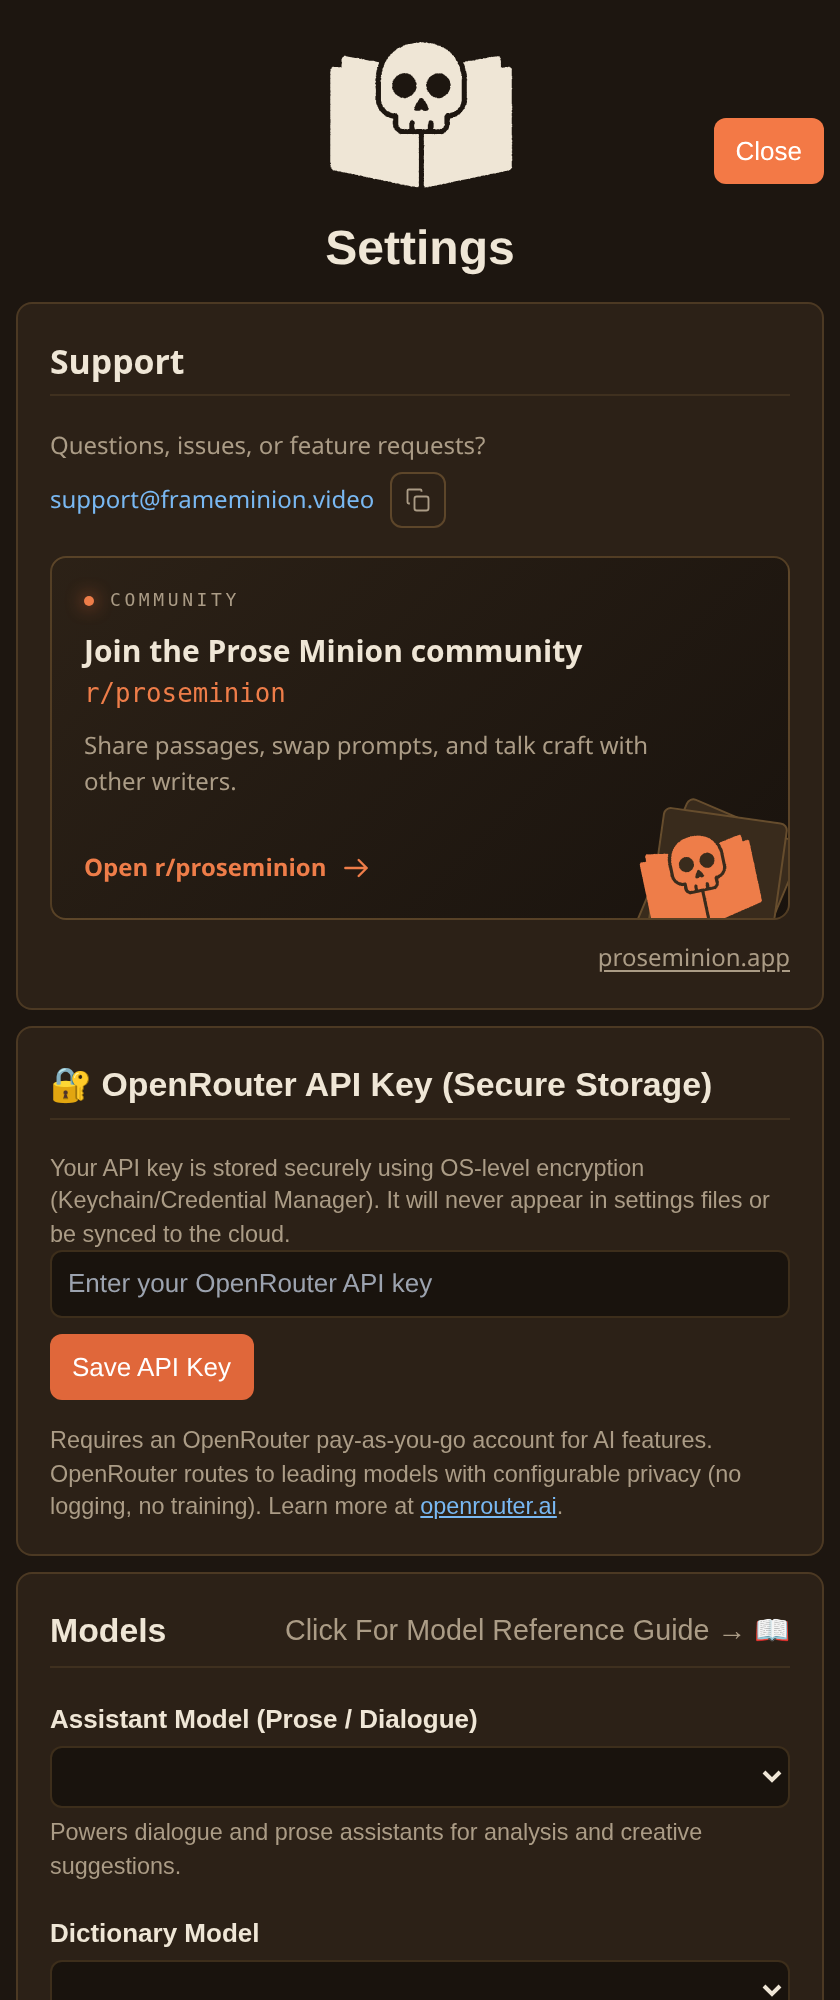 Close
Settings
Support
Questions, issues, or feature requests?
support@frameminion.video
COMMUNITY
Join the Prose Minion community
r/proseminion
Share passages, swap prompts, and talk craft with
other writers.
Open r/proseminion →
proseminion.app
🔐 OpenRouter API Key (Secure Storage)
Your API key is stored securely using OS-level encryption
(Keychain/Credential Manager). It will never appear in settings files or
be synced to the cloud.
Enter your OpenRouter API key
Save API Key
Requires an OpenRouter pay-as-you-go account for AI features.
OpenRouter routes to leading models with configurable privacy (no
logging, no training). Learn more at openrouter.ai.
Models Click For Model Reference Guide → 📖
Assistant Model (Prose / Dialogue)
Powers dialogue and prose assistants for analysis and creative
suggestions.
Dictionary Model